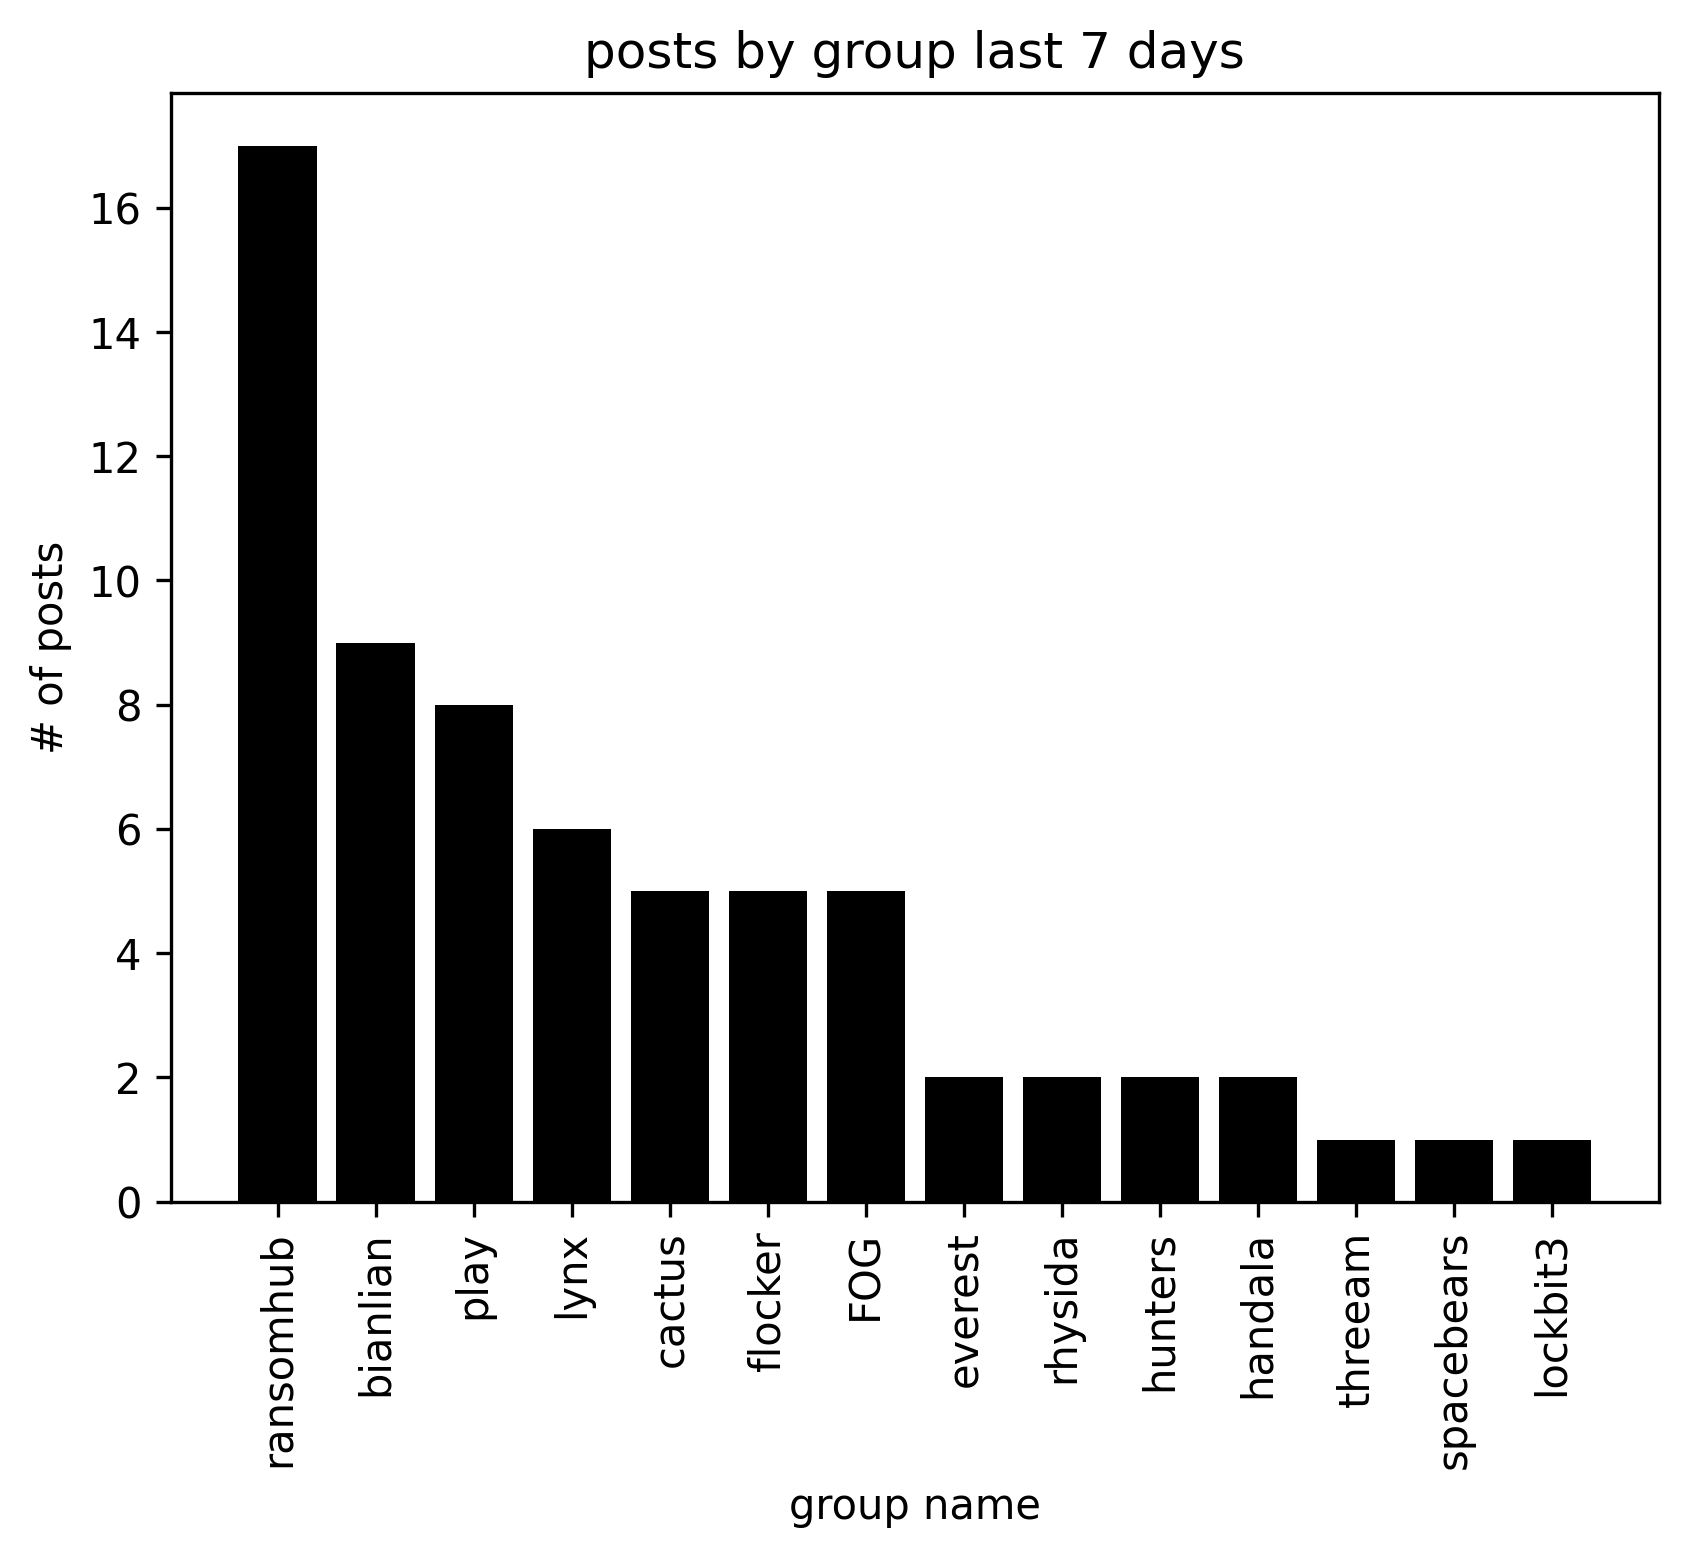 posts by group last 7 days
# of posts
16
14
12
10
8
6
4
2
0
ransomhub
bianlian
play
lynx
cactus
flocker
FOG
everest
rhysida
hunters
handala
threeam
spacebears
lockbit3
group name